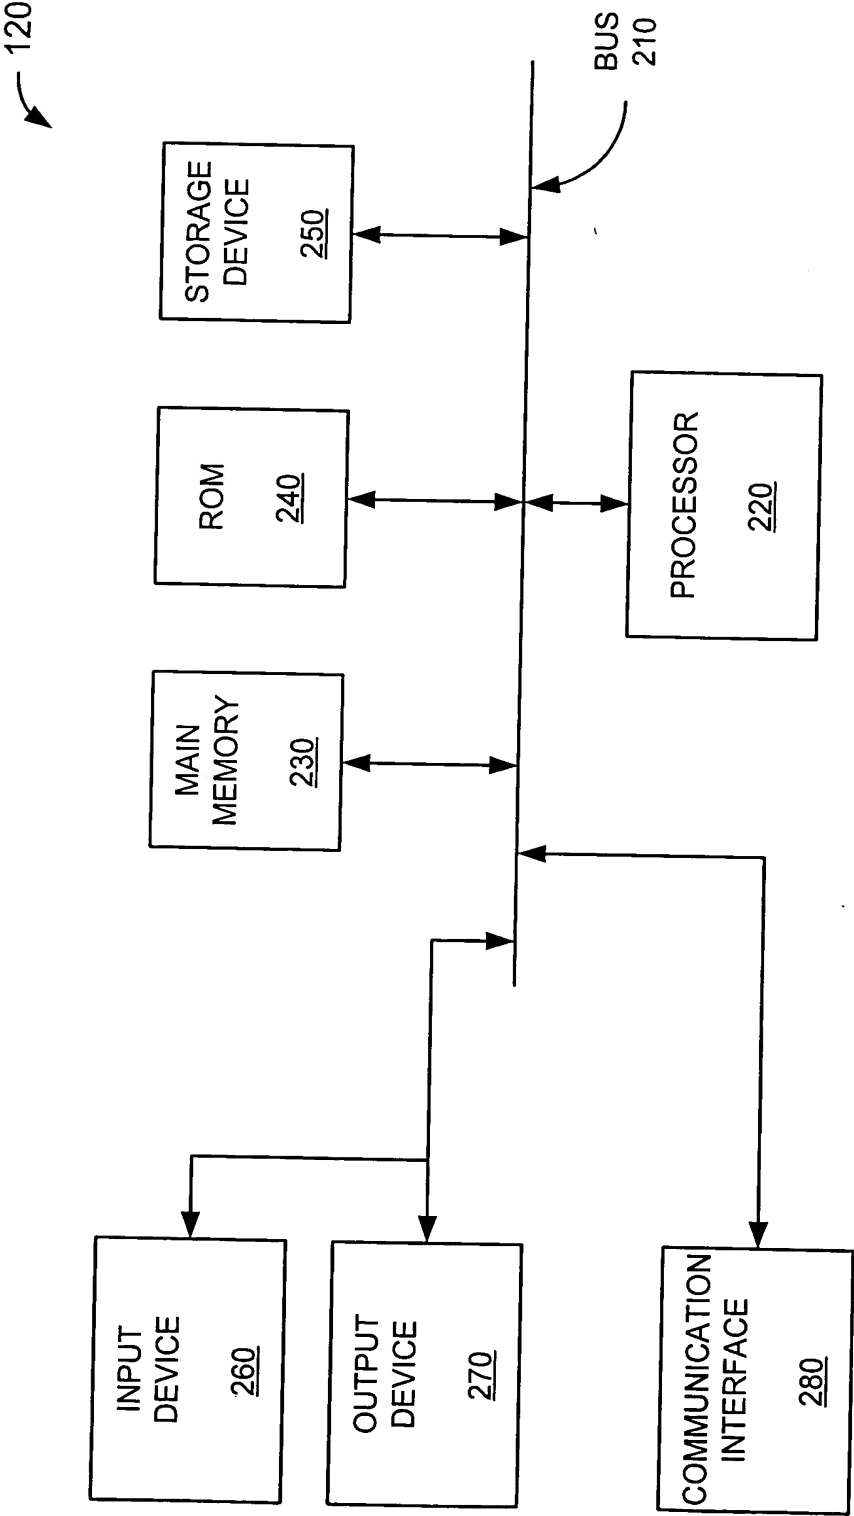 120
INPUT
DEVICE
260
MAIN
MEMORY
230
ROM
240
STORAGE
DEVICE
250
OUTPUT
DEVICE
270
BUS
210
COMMUNICATION
INTERFACE
280
PROCESSOR
220